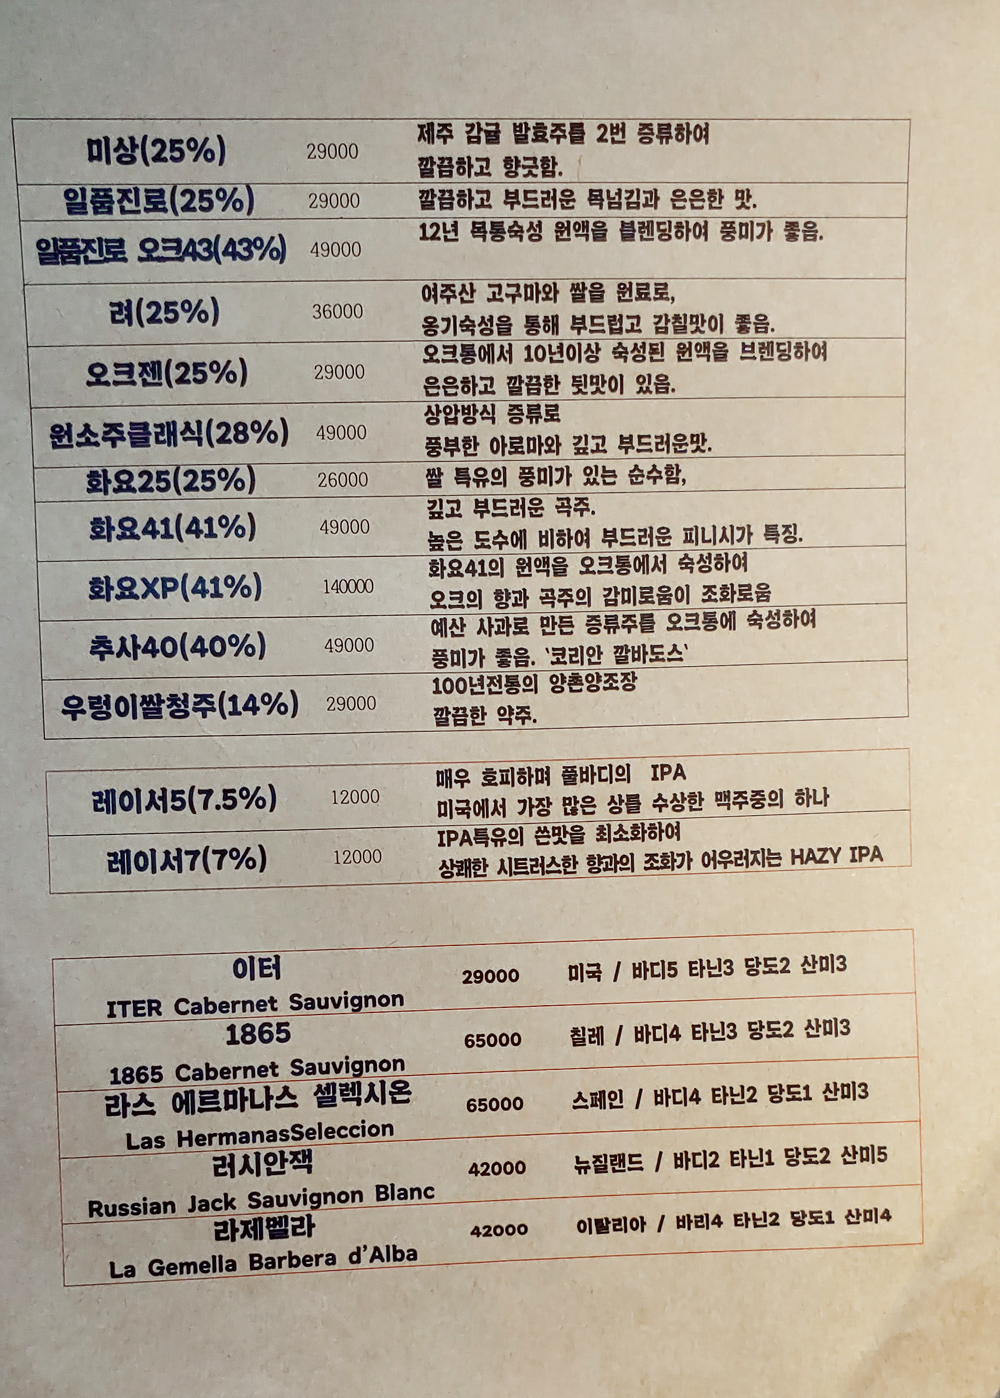 미상(25%) 29000 제주 감귤 발효주를 2번 증류하여
깔끔하고 향긋함.
일품진로(25%) 29000 깔끔하고 부드러운 목넘김과 은은한 맛.
일품진로 오크43(43%) 49000 12년 목통숙성 원액을 블렌딩하여 풍미가 좋음.
려(25%) 36000 여주산 고구마와 쌀을 원료로,
옹기숙성을 통해 부드럽고 감칠맛이 좋음.
오크젠(25%) 29000 오크통에서 10년이상 숙성된 원액을 브렌딩하여
은은하고 깔끔한 뒷맛이 있음.
원소주클래식(28%) 49000 상압방식 증류로
풍부한 아로마와 깊고 부드러운맛.
화요25(25%) 26000 쌀 특유의 풍미가 있는 순수함,
깊고 부드러운 곡주.
화요41(41%) 49000 높은 도수에 비하여 부드러운 피니시가 특징.
화요XP(41%) 140000 화요41의 원액을 오크통에서 숙성하여
오크의 향과 곡주의 감미로움이 조화로움
추사40(40%) 49000 예산 사과로 만든 증류주를 오크통에 숙성하여
풍미가 좋음. '코리안 깔바도스'
우렁이쌀청주(14%) 29000 100년전통의 양촌양조장
깔끔한 약주.
레이서5(7.5%) 12000 매우 호피하며 풀바디의 IPA
미국에서 가장 많은 상를 수상한 맥주중의 하나
레이서7(7%) 12000 IPA특유의 쓴맛을 최소화하여
상쾌한 시트러스한 향과의 조화가 어우러지는 HAZY IPA
이터 29000 미국 / 바디5 타닌3 당도2 산미3
ITER Cabernet Sauvignon
1865 65000 칠레 / 바디4 타닌3 당도2 산미3
1865 Cabernet Sauvignon
라스 에르마나스 셀렉시온 65000 스페인 / 바디4 타닌2 당도1 산미3
Las HermanasSeleccion
러시안잭 42000 뉴질랜드 / 바디2 타닌1 당도2 산미5
Russian Jack Sauvignon Blanc
라제멜라 42000 이탈리아 / 바리4 타닌2 당도1 산미4
La Gemella Barbera d'Alba